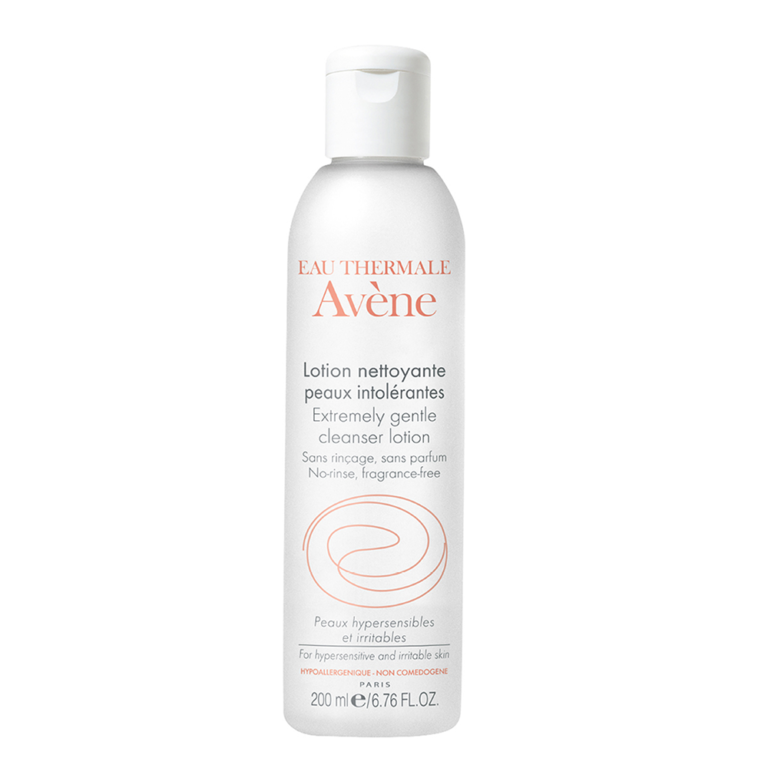 EAU THERMALE
Avène
Lotion nettoyante
peaux intolérantes
Extremely gentle
cleanser lotion
Sans rinçage, sans parfum
No-rinse, fragrance-free
Peaux hypersensibles
et irritables
For hypersensitive and irritable skin
HYPOALLERGENIQUE - NON COMEDOGENE
PARIS
200 ml e/6.76 FL.OZ.